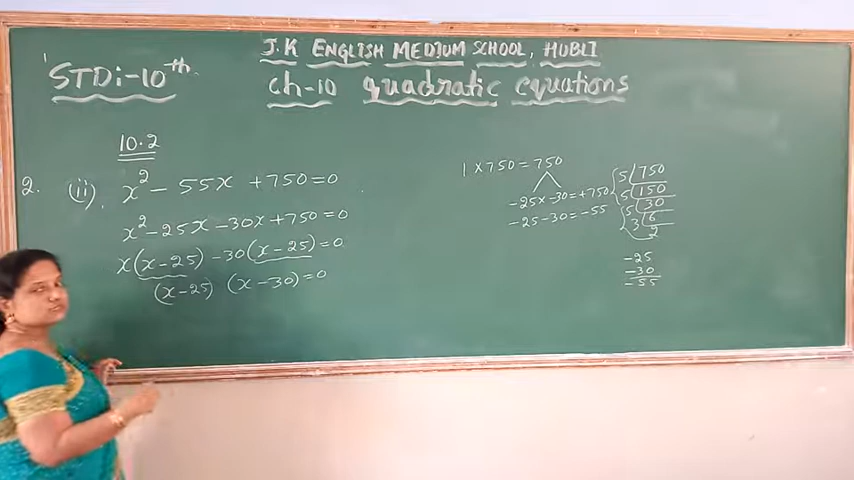 J.K ENGLISH MEDIUM SCHOOL, HUBLI
STDi-10th.
ch-10 quadratic equations
10.2
2. (ii). x² - 55x + 750 = 0
x² - 25x - 30x + 750 = 0
x(x - 25) - 30(x - 25) = 0
(x - 25) (x - 30) = 0
1 x 750 = 750
-25 x -30 = +750
-25 - 30 = -55
5 750
5 150
5 30
3 6
2
-25
-30
-55